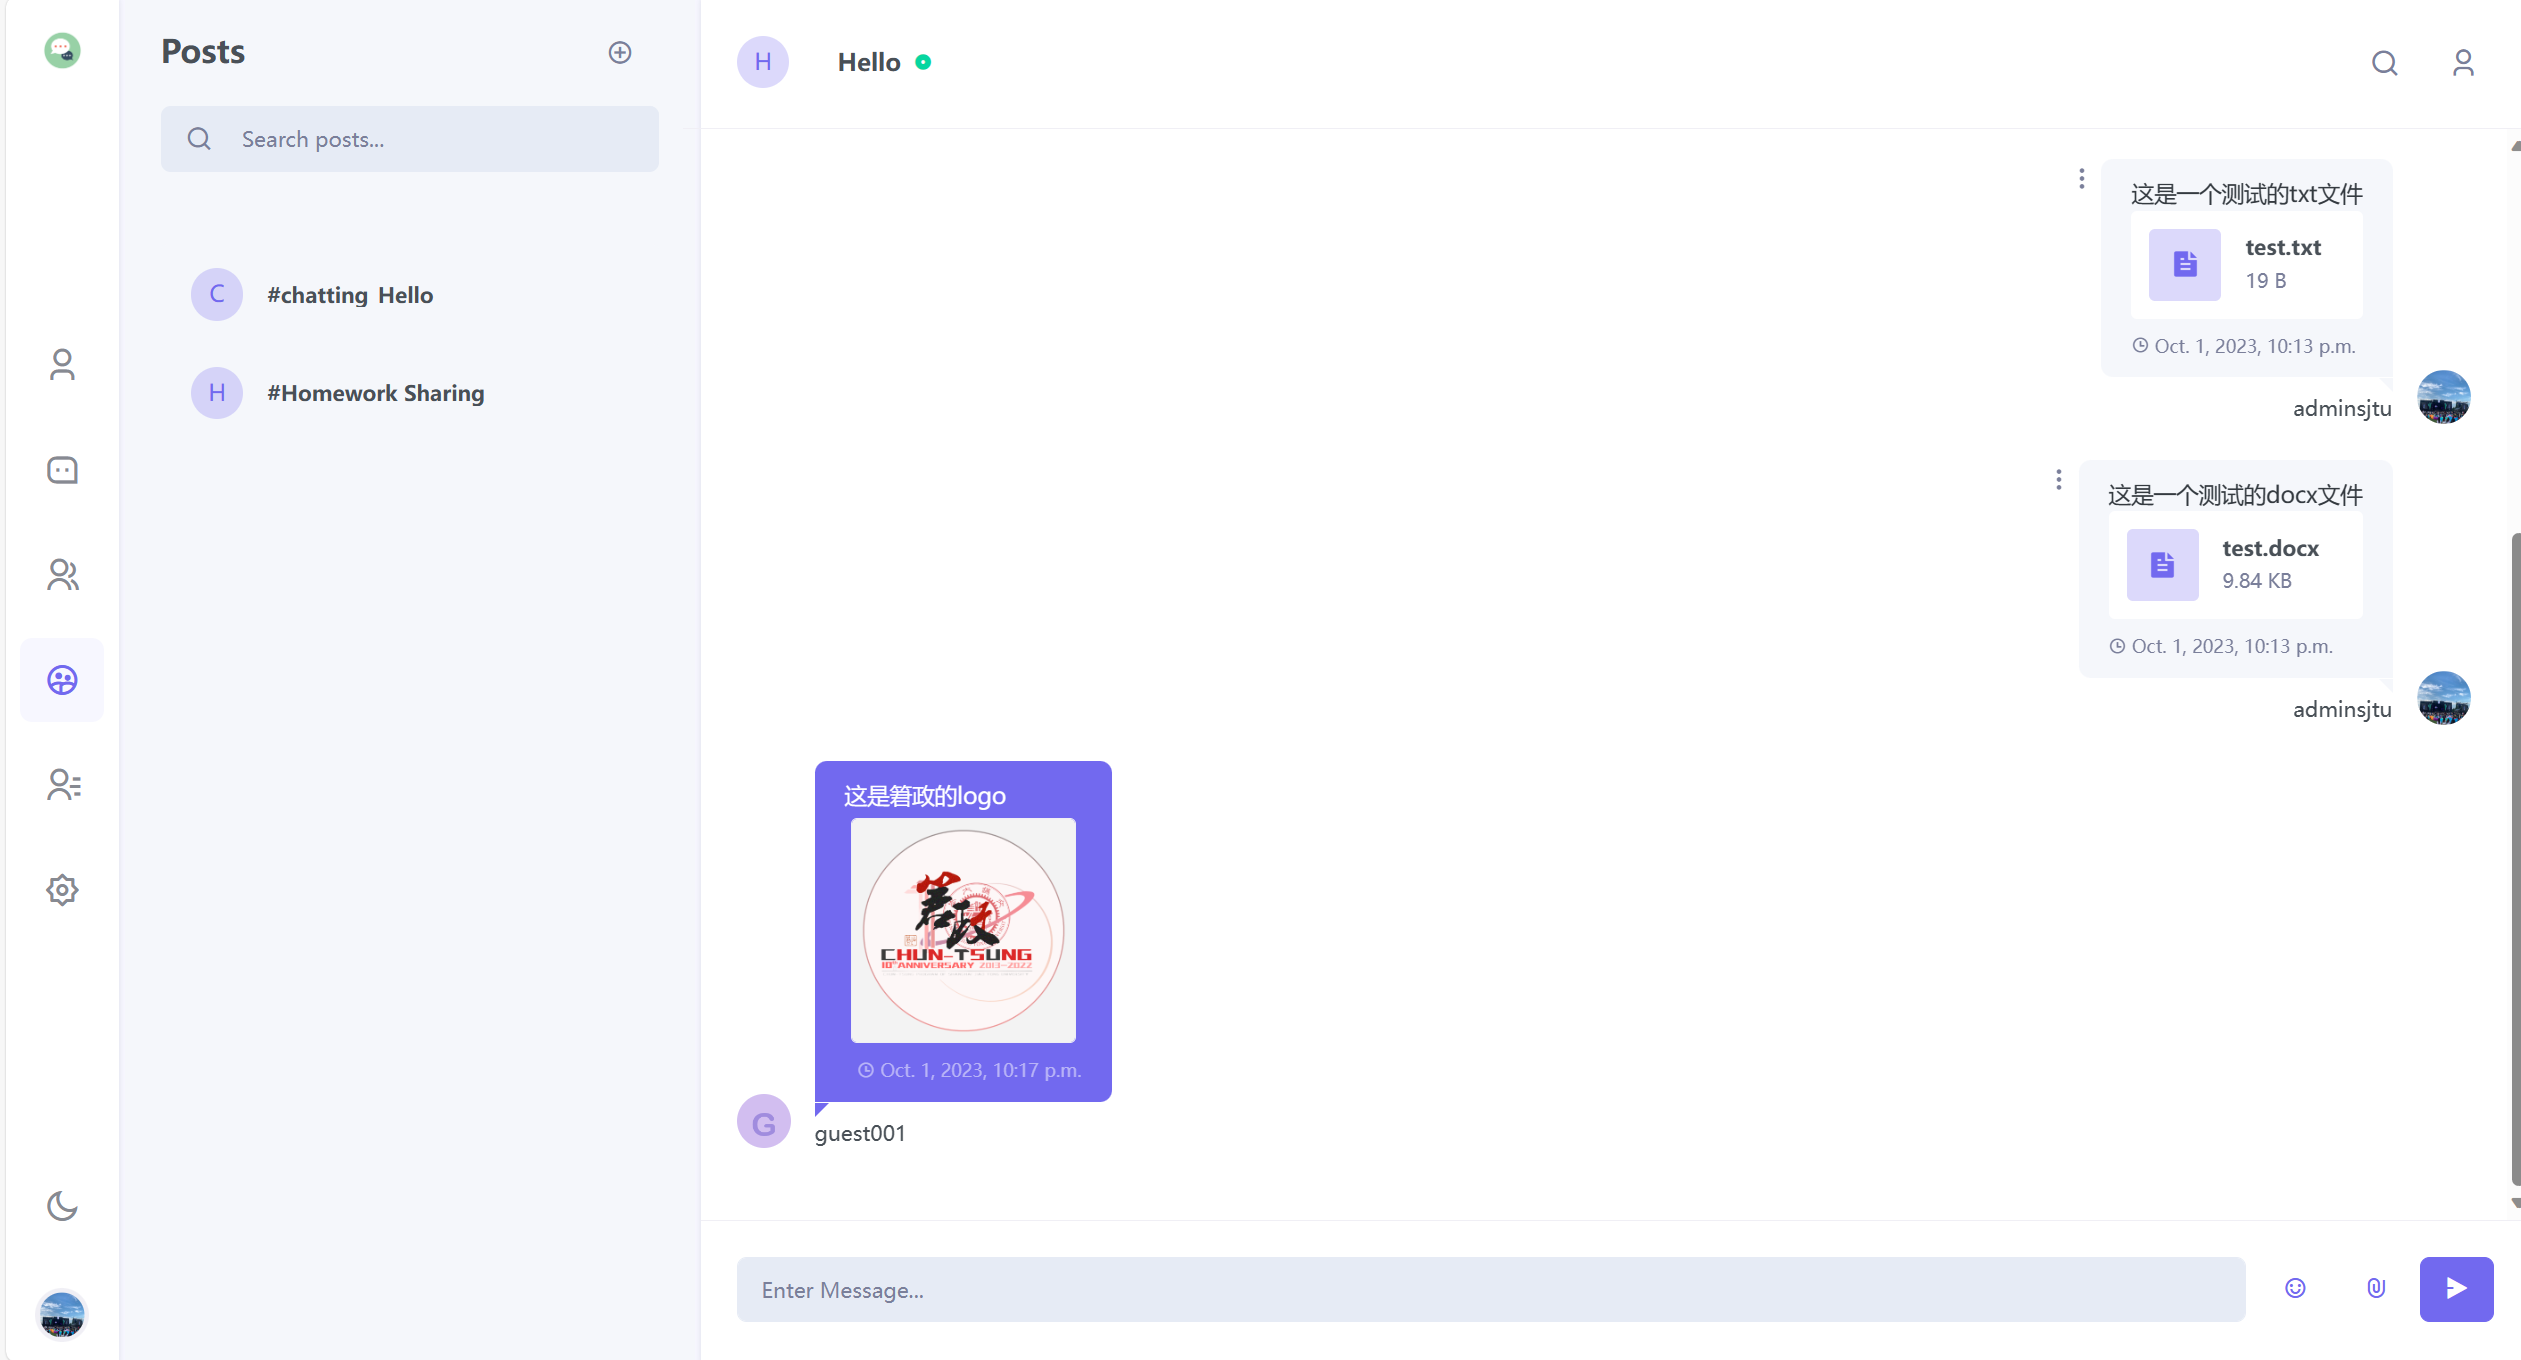 Posts
Search posts...
C
#chatting Hello
H
#Homework Sharing
H
Hello
这是一个测试的txt文件
test.txt
19 B
Oct. 1, 2023, 10:13 p.m.
adminsjtu
这是一个测试的docx文件
test.docx
9.84 KB
Oct. 1, 2023, 10:13 p.m.
adminsjtu
这是箬政的logo
箬政
CHUN-TSUNG
10th ANNIVERSARY 2013-2022
Oct. 1, 2023, 10:17 p.m.
G
guest001
Enter Message...